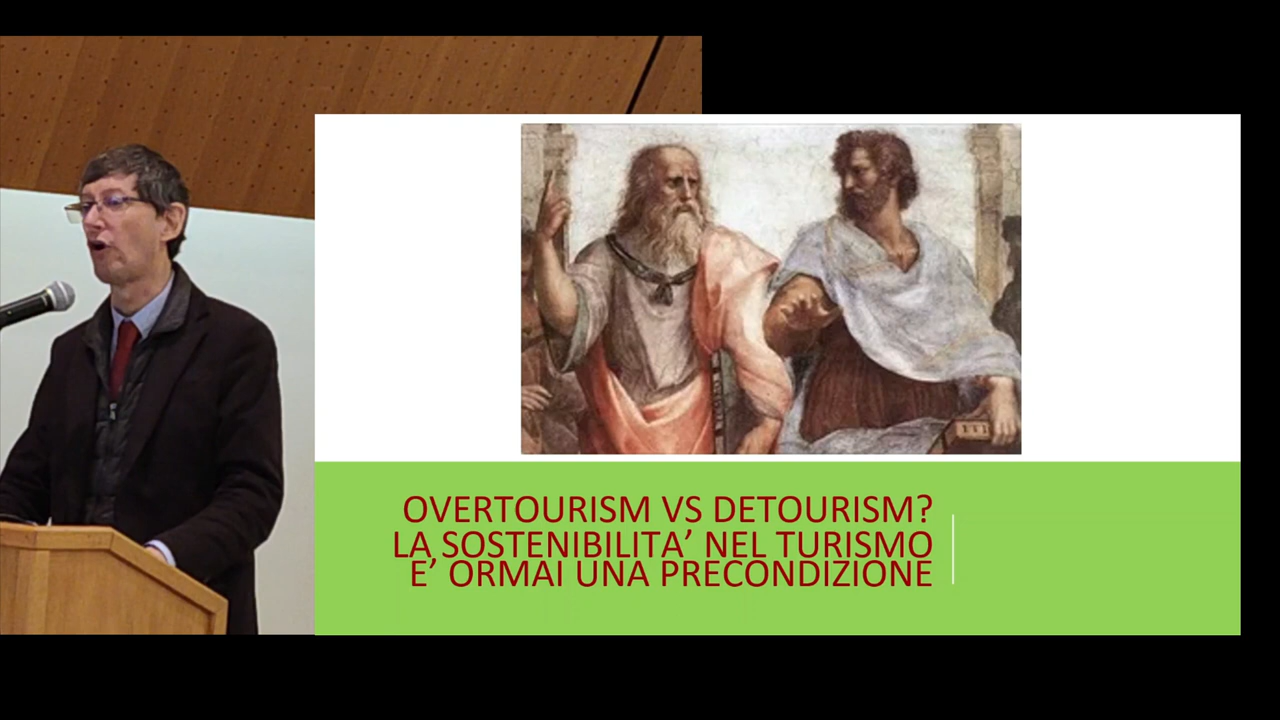 OVERTOURISM VS DETOURISM?
LA SOSTENIBILITA’ NEL TURISMO
E’ ORMAI UNA PRECONDIZIONE